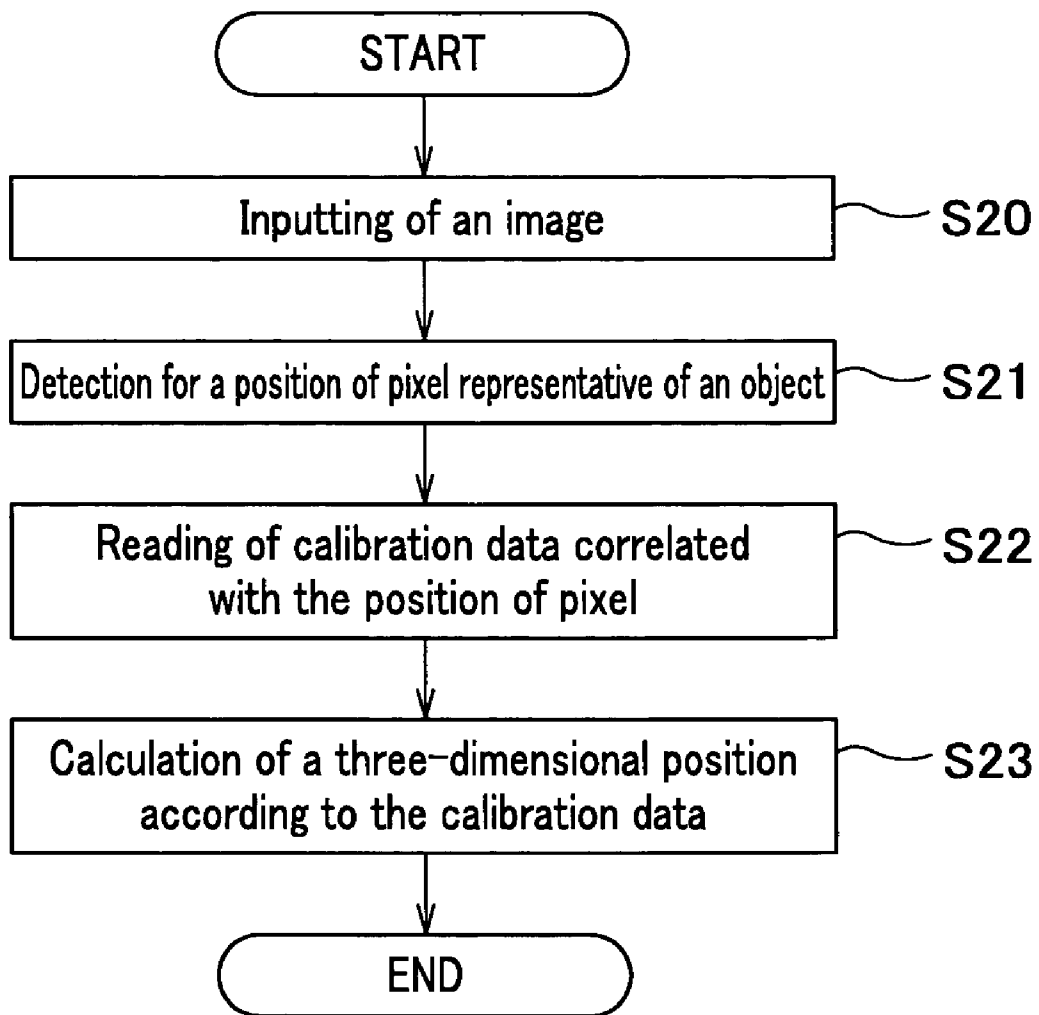 START
Inputting of an image
S20
Detection for a position of pixel representative of an object
S21
Reading of calibration data correlated
with the position of pixel
S22
Calculation of a three-dimensional position
according to the calibration data
S23
END